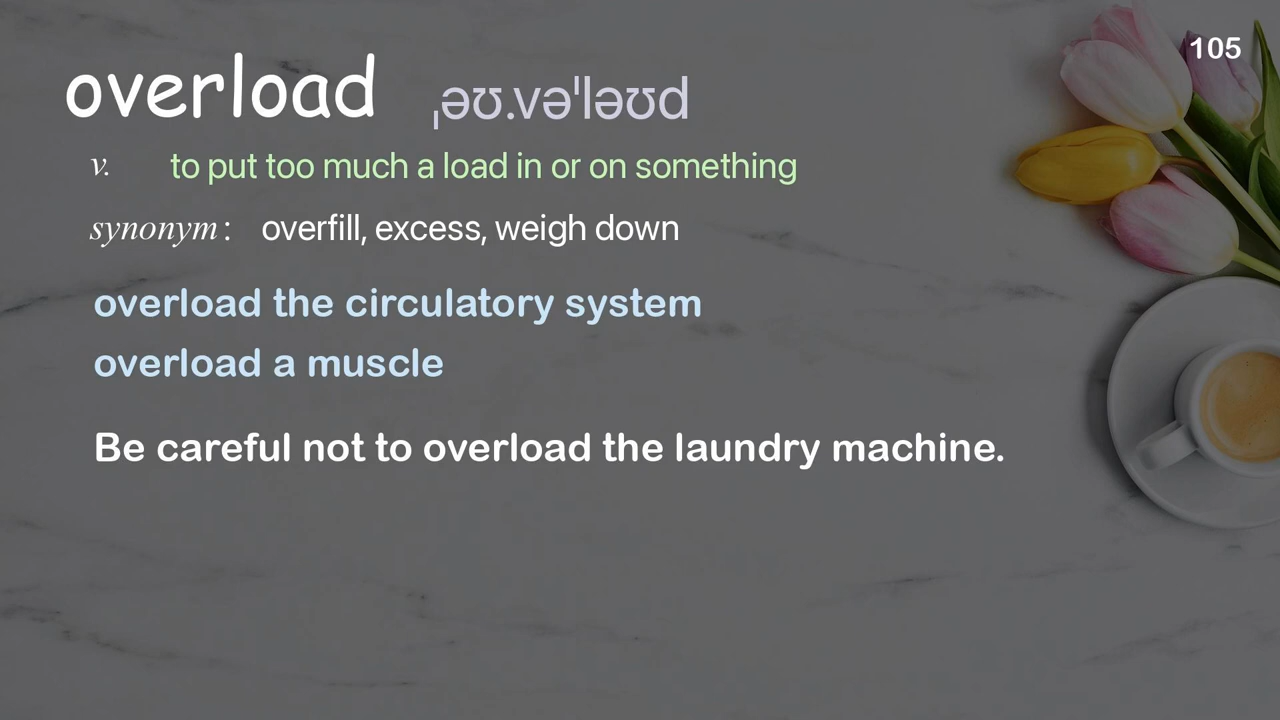 105
overload ˌəʊ.vəˈləʊd
v. to put too much a load in or on something
synonym : overfill, excess, weigh down
overload the circulatory system
overload a muscle
Be careful not to overload the laundry machine.